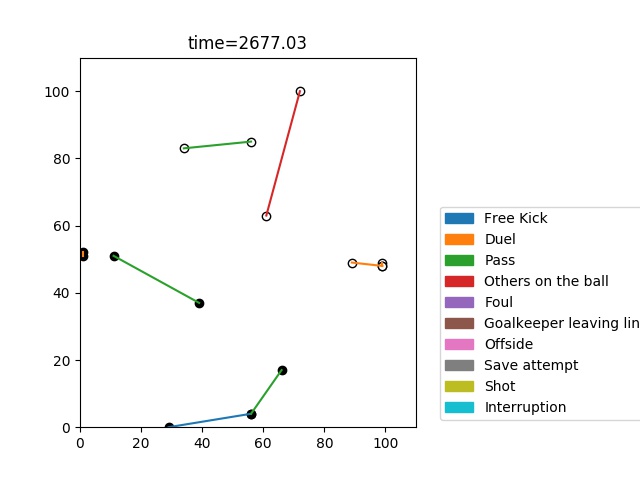 time=2677.03
100
80
60
40
20
0
0 20 40 60 80 100
Free Kick
Duel
Pass
Others on the ball
Foul
Goalkeeper leaving lin
Offside
Save attempt
Shot
Interruption